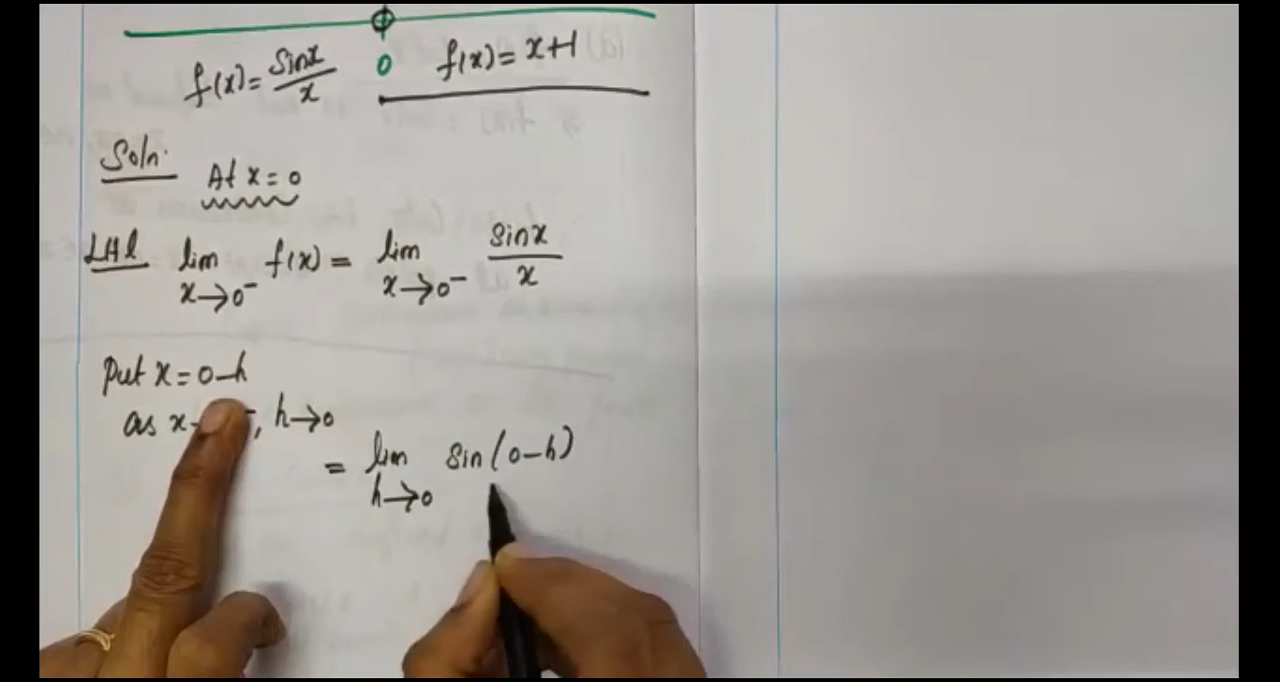 f(x) = sinx/x 0 f(x) = x+1
Soln.
At x = 0
LHL lim x→0⁻ f(x) = lim x→0⁻ sinx/x
Put x = 0-h
as x→ , h→0
= lim h→0 sin(0-h)